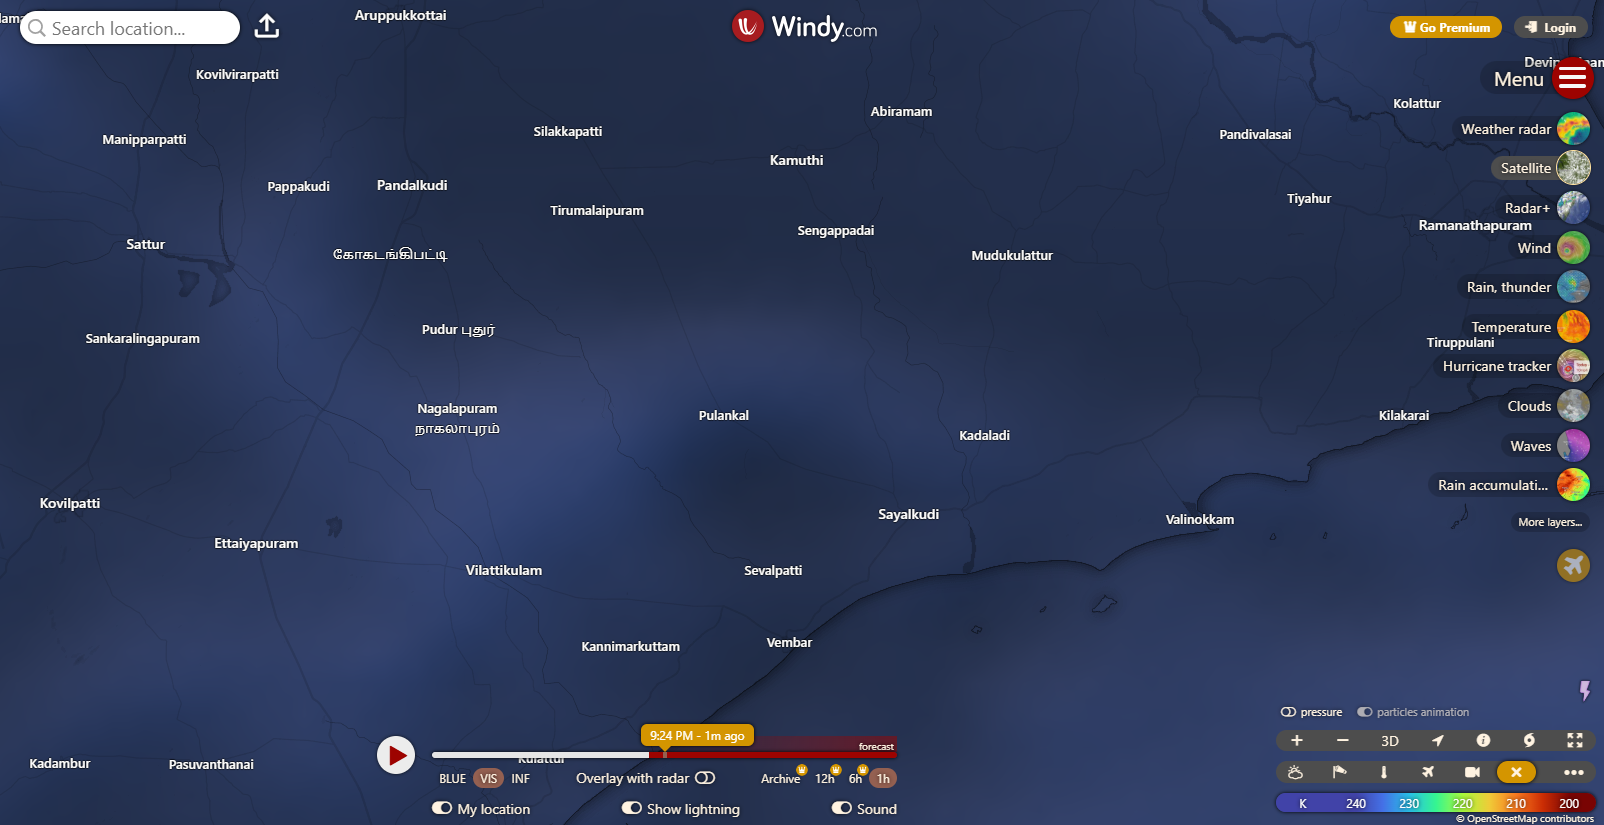 Search location...
Aruppukkottai
Windy.com
Go Premium
Login
Kovilvirarpatti
Menu
Kolattur
Abiramam
Weather radar
Silakkapatti
Pandivalasai
Manipparpatti
Kamuthi
Satellite
Pappakudi
Pandalkudi
Tiyahur
Radar+
Tirumalaipuram
Ramanathapuram
Sengappadai
Sattur
Wind
கோகடங்கிபட்டி
Mudukulattur
Rain, thunder
Pudur புதுர்
Temperature
Sankaralingapuram
Tiruppulani
Hurricane tracker
Nagalapuram
நாகலாபுரம்
Clouds
Pulankal
Kilakarai
Kadaladi
Waves
Rain accumulati...
Kovilpatti
Sayalkudi
Valinokkam
More layers...
Ettaiyapuram
Vilattikulam
Sevalpatti
Kannimarkuttam
Vembar
pressure
particles animation
9:24 PM - 1m ago
forecast
3D
Kadambur
Pasuvanthanai
Kulattur
BLUE
VIS
INF
Overlay with radar
Archive
12h
6h
1h
My location
Show lightning
Sound
K 240 230 220 210 200
© OpenStreetMap contributors